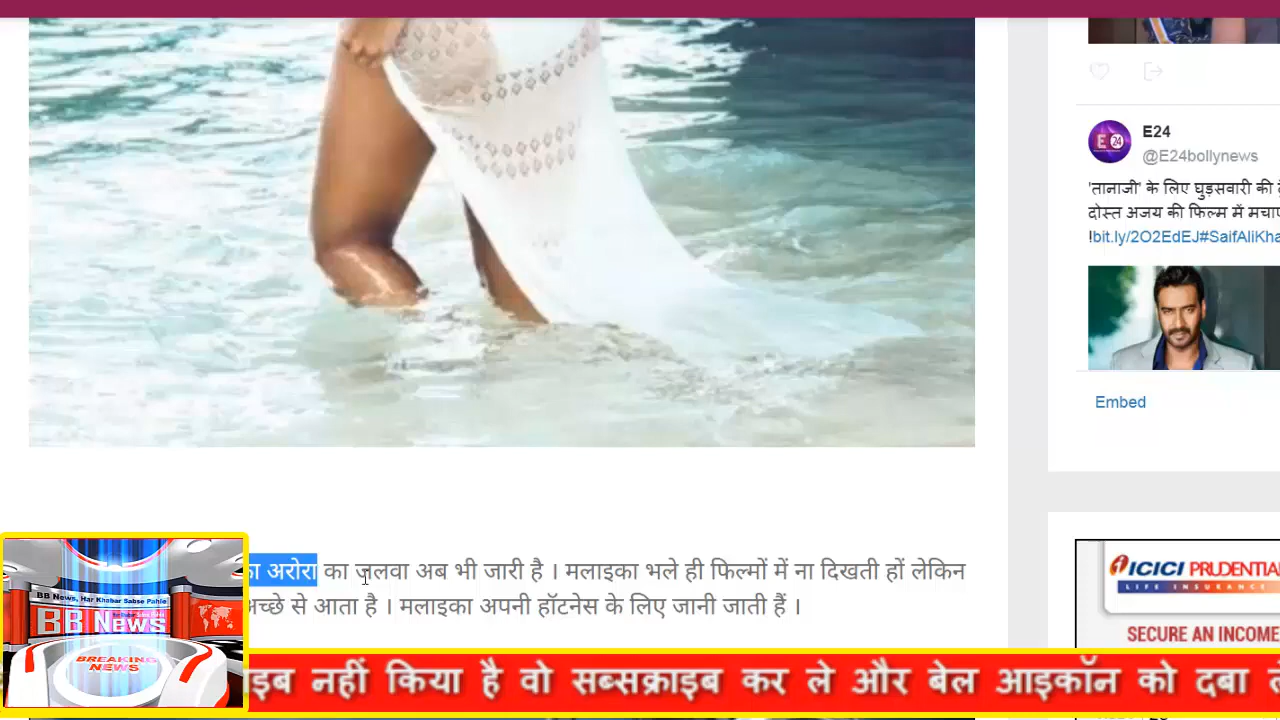 E24
@E24bollynews
'तानाजी' के लिए घुड़सवारी की
दोस्त अजय की फिल्म में मचाए
!bit.ly/2O2EdEJ#SaifAliKha
Embed
अरोरा का जलवा अब भी जारी है । मलाइका भले ही फिल्मों में ना दिखती हों लेकिन
अच्छे से आता है । मलाइका अपनी हॉटनेस के लिए जानी जाती हैं ।
ICICI PRUDENTIA
LIFE INSURANCE
SECURE AN INCOME
BB News, Har Khabar Sabse Pahle
BB News
BREAKING
NEWS
इब नहीं किया है वो सब्सक्राइब कर ले और बेल आइकॉन को दबा